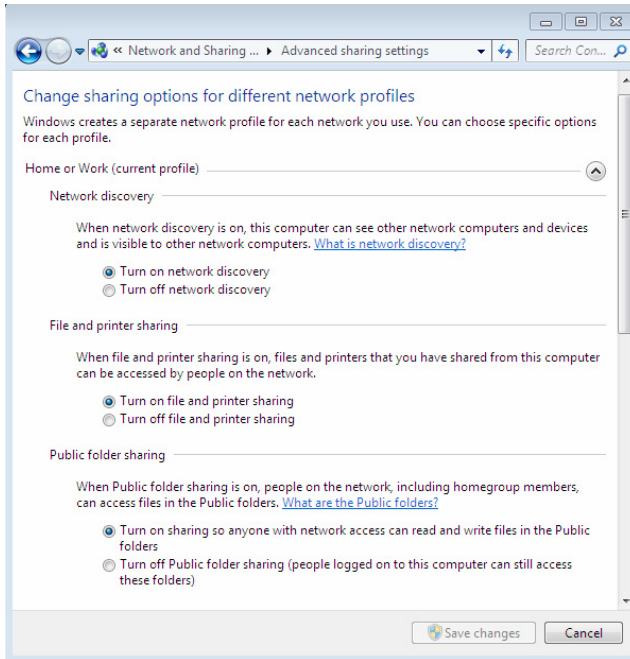 « Network and Sharing ... ▸ Advanced sharing settings
Search Con...
Change sharing options for different network profiles
Windows creates a separate network profile for each network you use. You can choose specific options
for each profile.
Home or Work (current profile)
Network discovery
When network discovery is on, this computer can see other network computers and devices
and is visible to other network computers. What is network discovery?
Turn on network discovery
Turn off network discovery
File and printer sharing
When file and printer sharing is on, files and printers that you have shared from this computer
can be accessed by people on the network.
Turn on file and printer sharing
Turn off file and printer sharing
Public folder sharing
When Public folder sharing is on, people on the network, including homegroup members,
can access files in the Public folders. What are the Public folders?
Turn on sharing so anyone with network access can read and write files in the Public
folders
Turn off Public folder sharing (people logged on to this computer can still access
these folders)
Save changes
Cancel